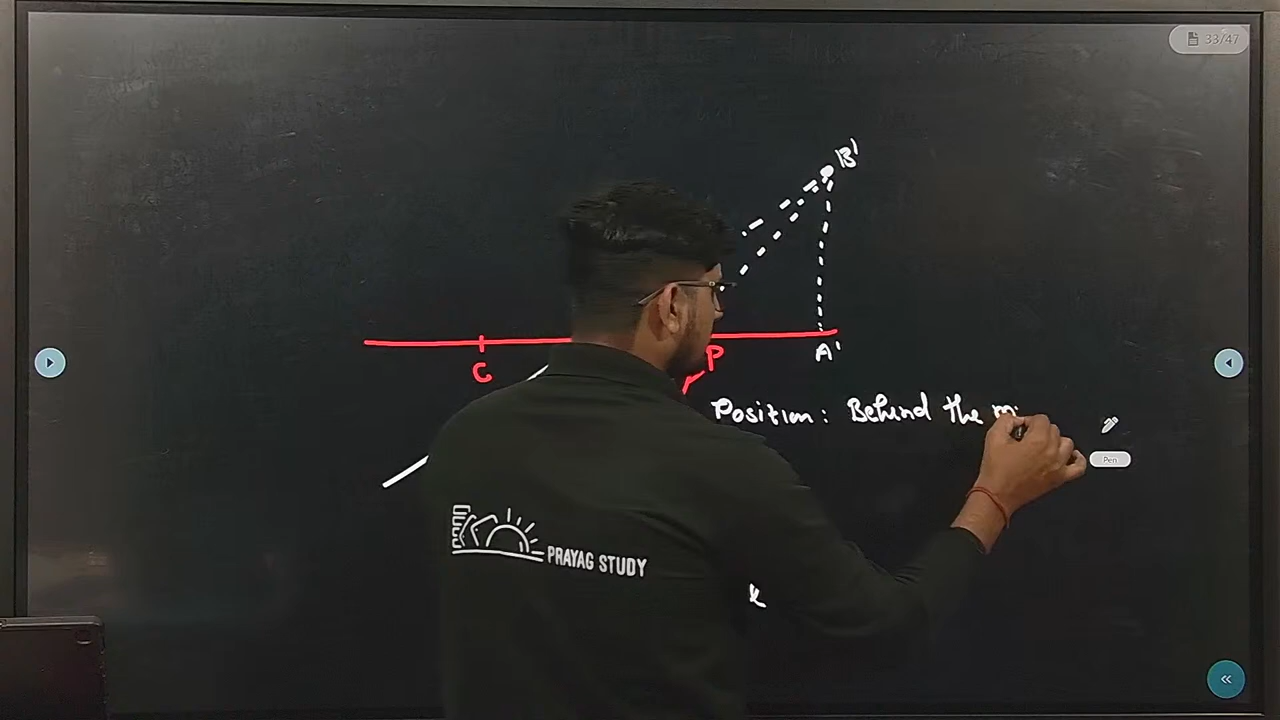 33/47
B'
P
C
A'
Position: Behind the
Pen
PRAYAG STUDY